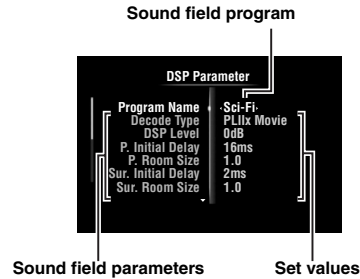 Sound field program
DSP Parameter
Program Name ·Sci-Fi·
Decode Type PLIIx Movie
DSP Level 0dB
P. Initial Delay 16ms
P. Room Size 1.0
Sur. Initial Delay 2ms
Sur. Room Size 1.0
Sound field parameters Set values